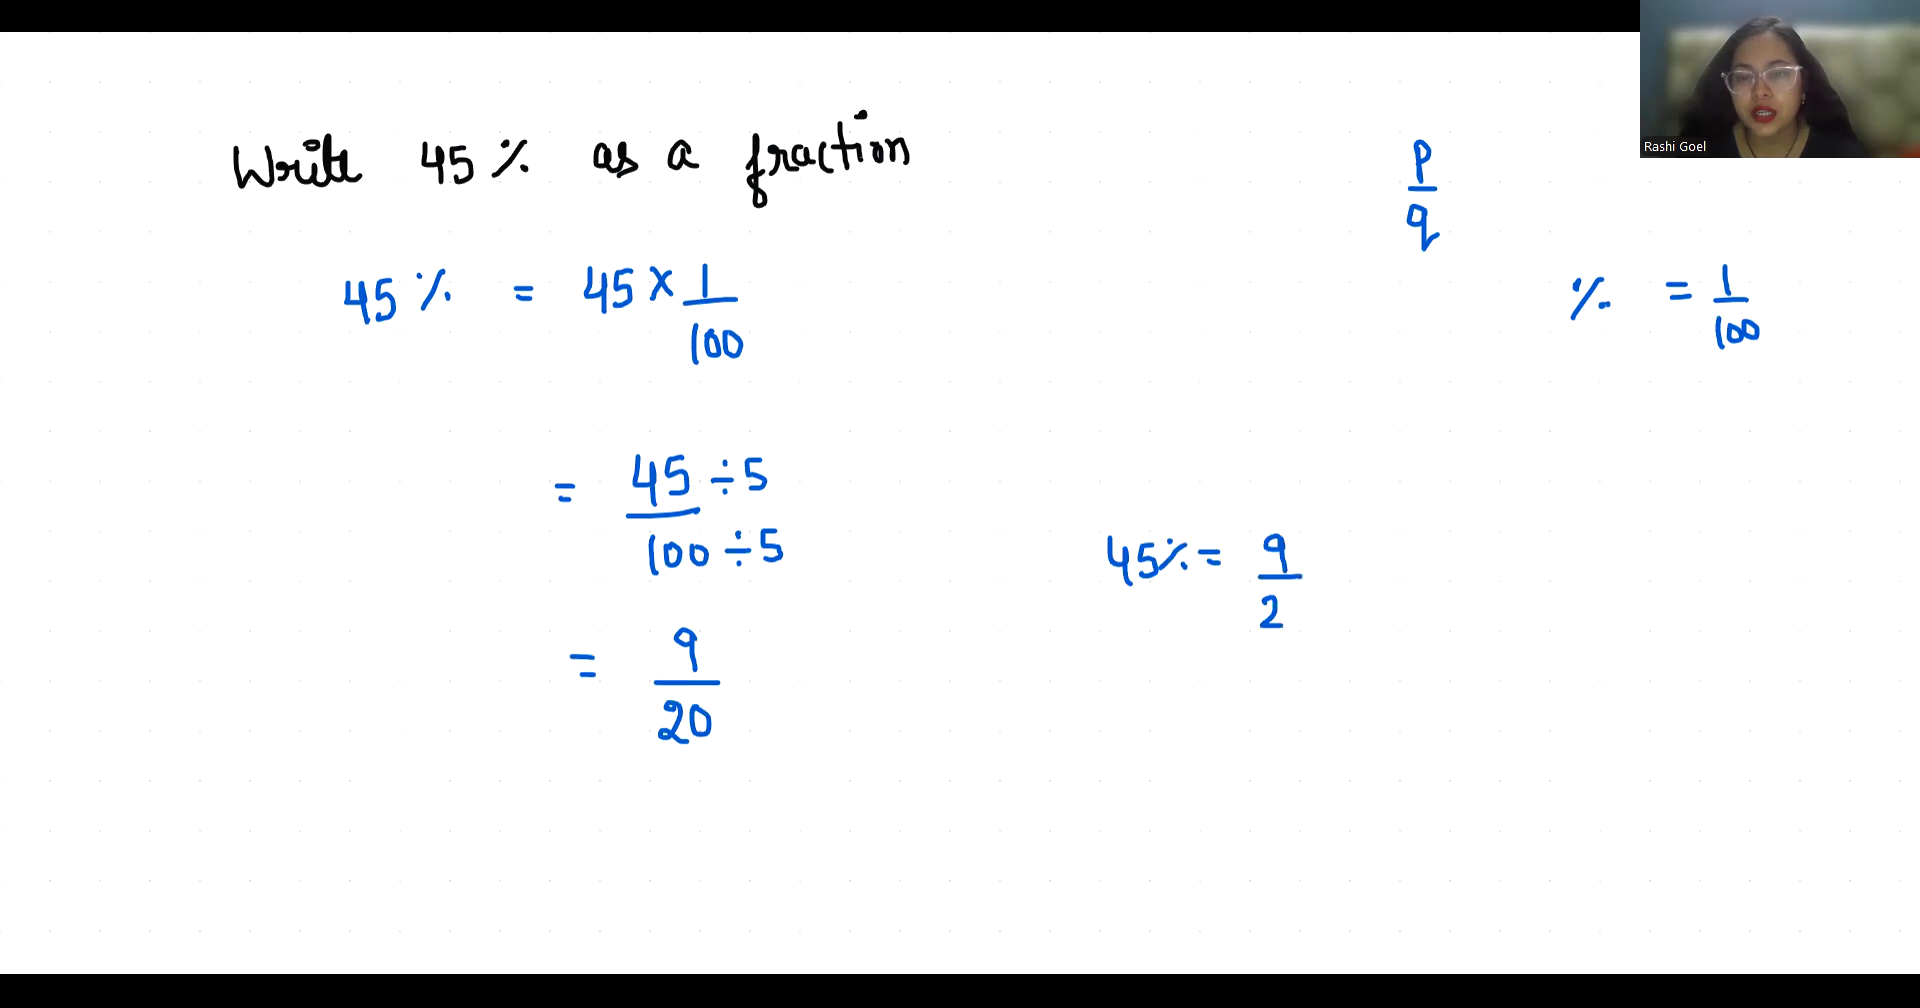 Write 45% as a fraction
Rashi Goel
p/q
45% = 45 × 1/100
% = 1/100
= 45 ÷ 5 / 100 ÷ 5
45% = 9/2
= 9/20